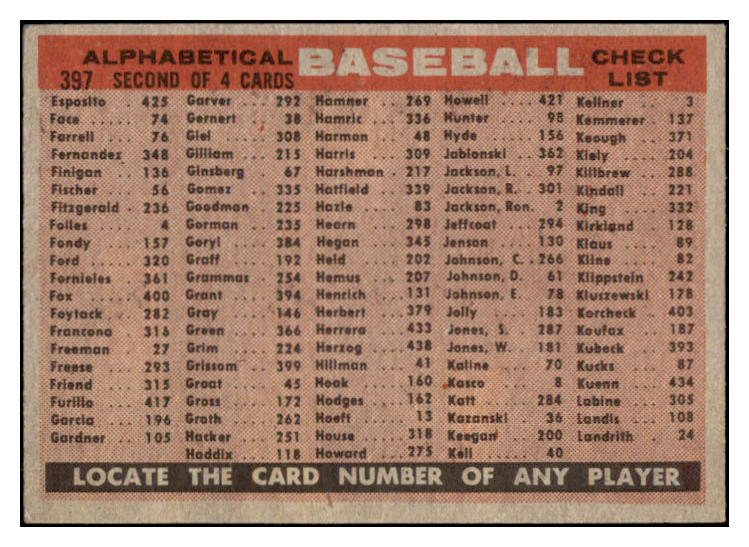 ALPHABETICAL BASEBALL CHECK
397 SECOND OF 4 CARDS LIST
Esposito . 425
Face .... 74
Farrell ... 76
Fernandez 348
Finigan .. 136
Fischer ... 56
Fitzgerald . 236
Foiles .... 4
Fondy ... 157
Ford .... 320
Fornieles . 361
Fox .... 400
Foytack .. 282
Francona . 316
Freeman .. 27
Freese ... 293
Friend ... 315
Furillo ... 417
Garcia ... 196
Gardner .. 105
Garver ... 292
Gernert .. 38
Giel .... 308
Gilliam ... 215
Ginsberg . 67
Gomez .. 335
Goodman . 225
Gorman .. 235
Goryl .... 384
Graff .... 192
Grammas . 254
Grant ... 394
Gray .... 146
Green ... 366
Grim .... 224
Grissom .. 399
Groat .... 45
Gross .... 172
Groth .... 262
Hacker ... 251
Haddix ... 118
Hamner .. 269
Hamric ... 336
Harmon .. 48
Harris .... 309
Harshman . 217
Hatfield .. 339
Hazle .... 83
Hearn ... 298
Hegan ... 345
Held .... 202
Hemus ... 207
Henrich .. 131
Herbert .. 379
Herrera .. 433
Herzog ... 438
Hillman .. 41
Hook .... 160
Hodges .. 162
Hoeft .... 13
House .... 318
Howard .. 275
Howell .... 421
Hunter ... 98
Hyde .... 156
Jablonski .. 362
Jackson, L. . 97
Jackson, R. . 301
Jackson, Ron. 2
Jeffcoat ... 294
Jensen .... 130
Johnson, C. . 266
Johnson, D. 61
Johnson, E. 78
Jolly .... 183
Jones, S. .. 287
Jones, W. . 181
Kaline .... 70
Kasco .... 8
Katt .... 284
Kazanski .. 36
Keegan ... 200
Kell .... 40
Kellner .. 3
Kemmerer . 137
Keough ... 371
Kiely .... 204
Killbrew .. 288
Kindall ... 221
King .... 332
Kirkland . 128
Klaus .... 89
Kline .... 82
Klippstein 242
Kluszewski 178
Korcheck . 403
Koufax ... 187
Kubeck ... 393
Kucks ... 87
Kuenn ... 434
Labine ... 305
Landis ... 108
Landrith . 24
LOCATE THE CARD NUMBER OF ANY PLAYER